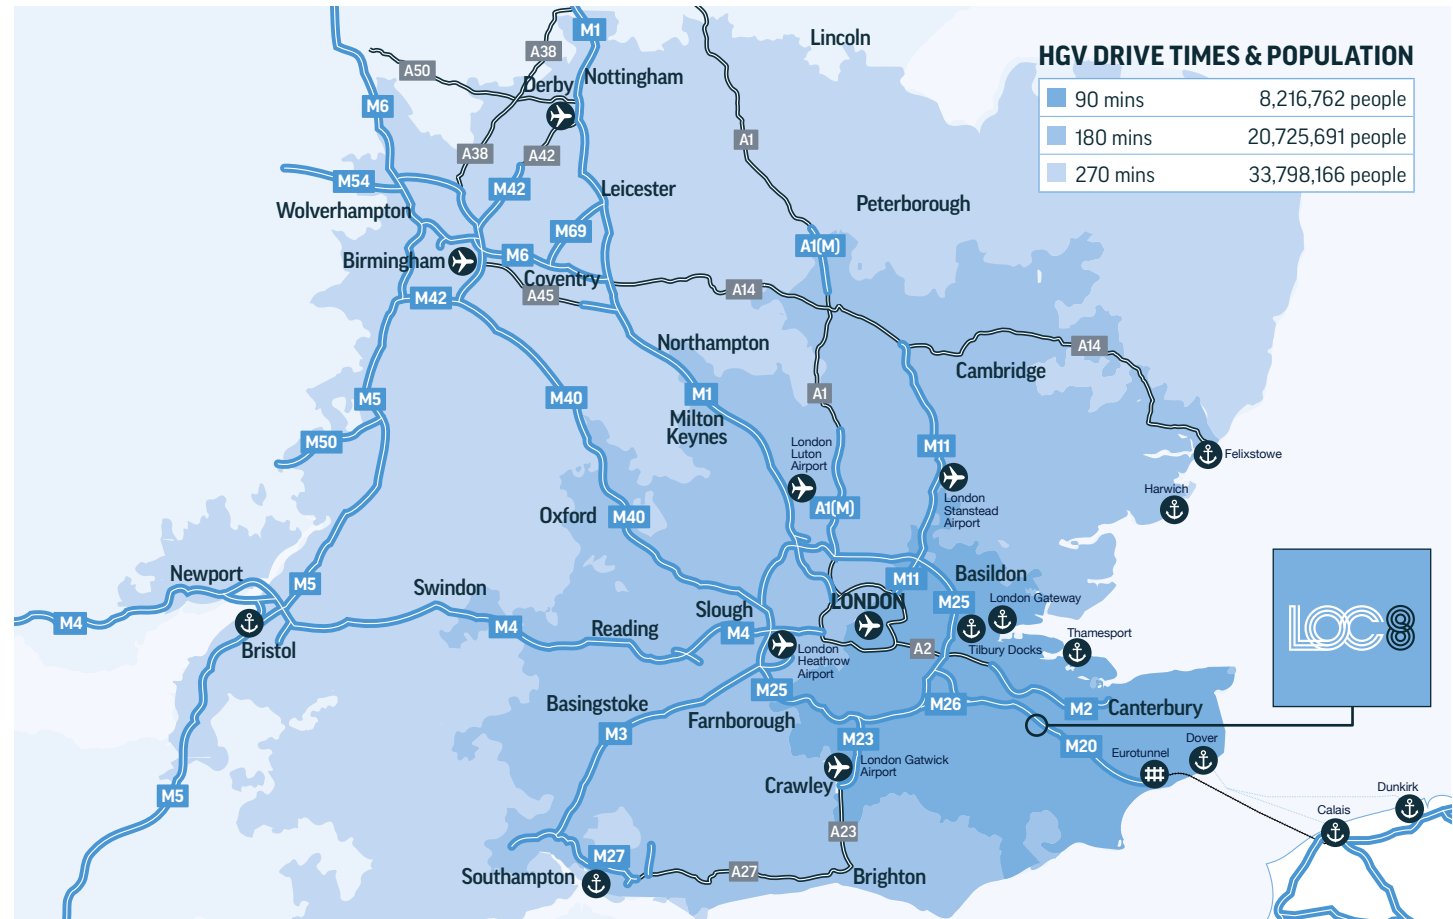 HGV DRIVE TIMES & POPULATION
90 mins 8,216,762 people
180 mins 20,725,691 people
270 mins 33,798,166 people
M1
Lincoln
A38
A50
Nottingham
Derby
M6
A1
A38
A42
M54
M42
Leicester
Wolverhampton
Peterborough
M69
A1(M)
M6
Birmingham
Coventry
M42
A45
A14
Northampton
A14
Cambridge
M5
M40
M1
A1
Milton
Keynes
M50
London
Luton
Airport
M11
Felixstowe
Harwich
London
Stanstead
Airport
Oxford
M40
A1(M)
Newport
M5
Swindon
M11
Basildon
Slough
LONDON
M25
London Gateway
M4
M4
Reading
M4
Thamesport
Bristol
London
Heathrow
Airport
A2
Tilbury Docks
LOC8
M25
Basingstoke
M26
M2
Canterbury
Farnborough
M3
M23
M20
Dover
Eurotunnel
London Gatwick
Airport
Crawley
M5
Dunkirk
Calais
A23
M27
Southampton
A27
Brighton